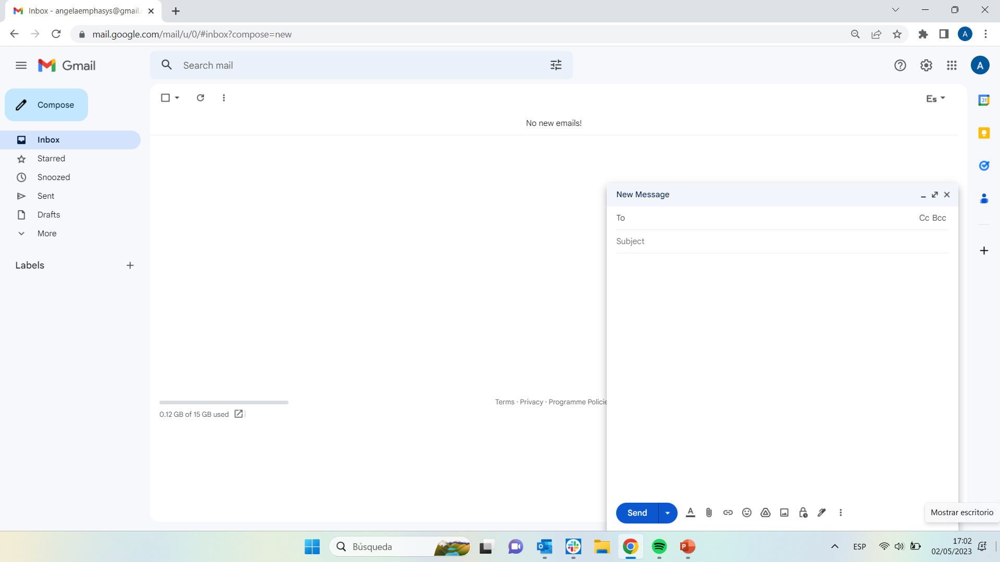 Inbox - angelaemphasys@gmail.
mail.google.com/mail/u/0/#inbox?compose=new
A
Gmail
Search mail
A
Compose
Es
No new emails!
Inbox
Starred
Snoozed
Sent
Drafts
More
Labels
31
New Message
To
Cc Bcc
Subject
Terms · Privacy · Programme Policie
0.12 GB of 15 GB used
Send
Mostrar escritorio
Búsqueda
ESP
17:02
02/05/2023